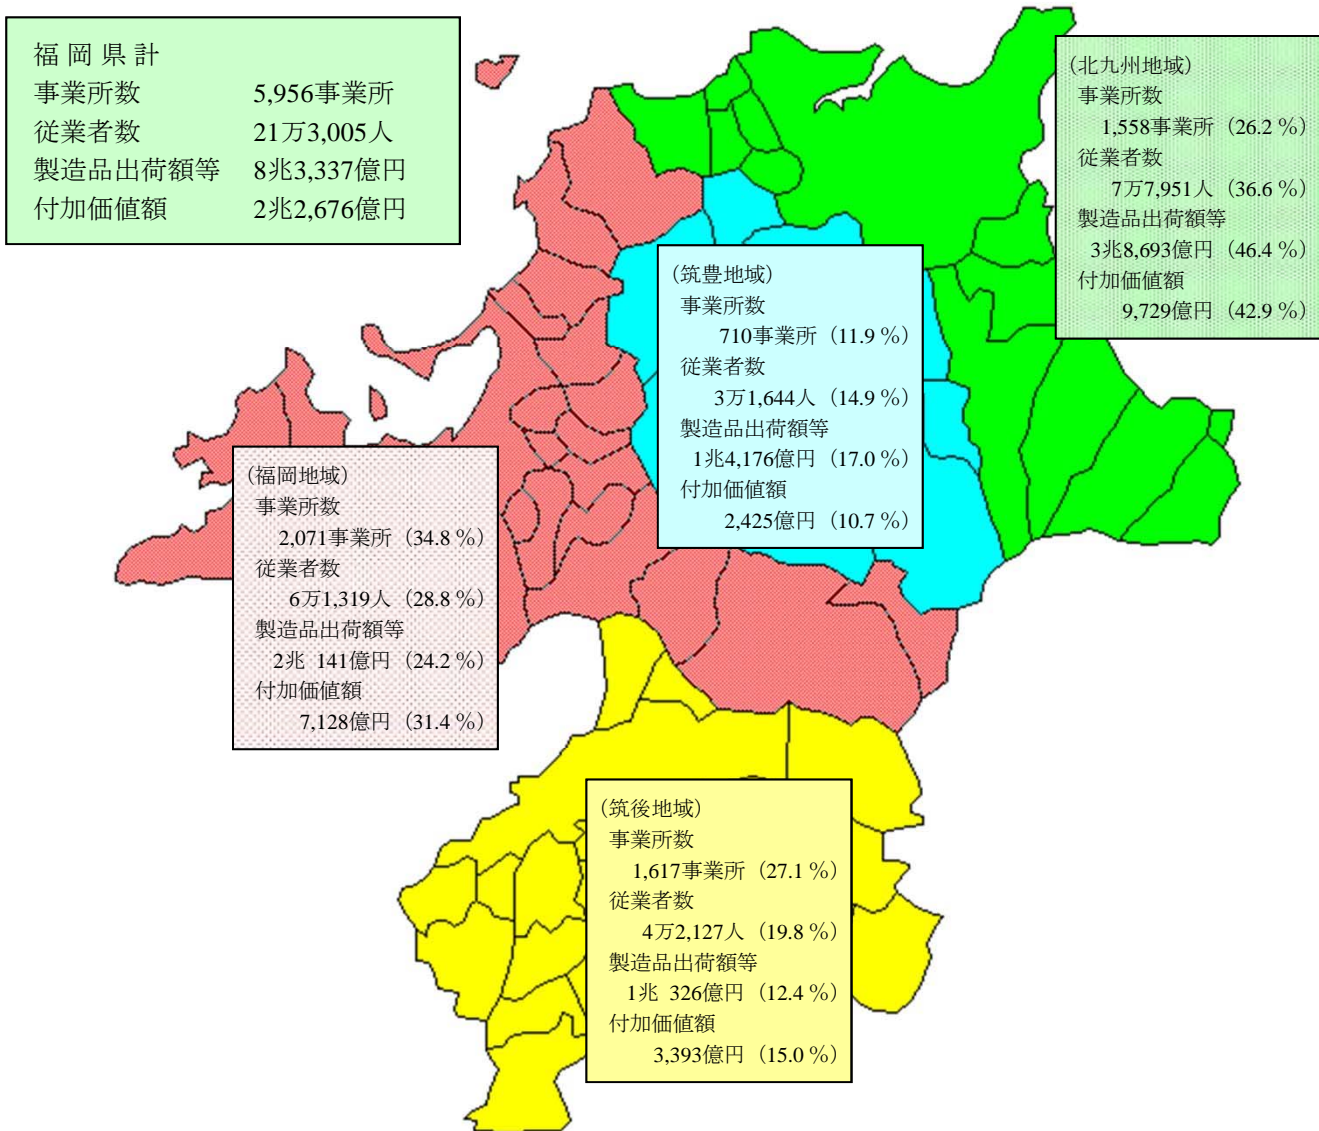 福 岡 県 計
事業所数 5,956事業所
従業者数 21万3,005人
製造品出荷額等 8兆3,337億円
付加価値額 2兆2,676億円
(北九州地域)
事業所数
1,558事業所 (26.2 %)
従業者数
7万7,951人 (36.6 %)
製造品出荷額等
3兆8,693億円 (46.4 %)
付加価値額
9,729億円 (42.9 %)
(筑豊地域)
事業所数
710事業所 (11.9 %)
従業者数
3万1,644人 (14.9 %)
製造品出荷額等
1兆4,176億円 (17.0 %)
付加価値額
2,425億円 (10.7 %)
(福岡地域)
事業所数
2,071事業所 (34.8 %)
従業者数
6万1,319人 (28.8 %)
製造品出荷額等
2兆 141億円 (24.2 %)
付加価値額
7,128億円 (31.4 %)
(筑後地域)
事業所数
1,617事業所 (27.1 %)
従業者数
4万2,127人 (19.8 %)
製造品出荷額等
1兆 326億円 (12.4 %)
付加価値額
3,393億円 (15.0 %)